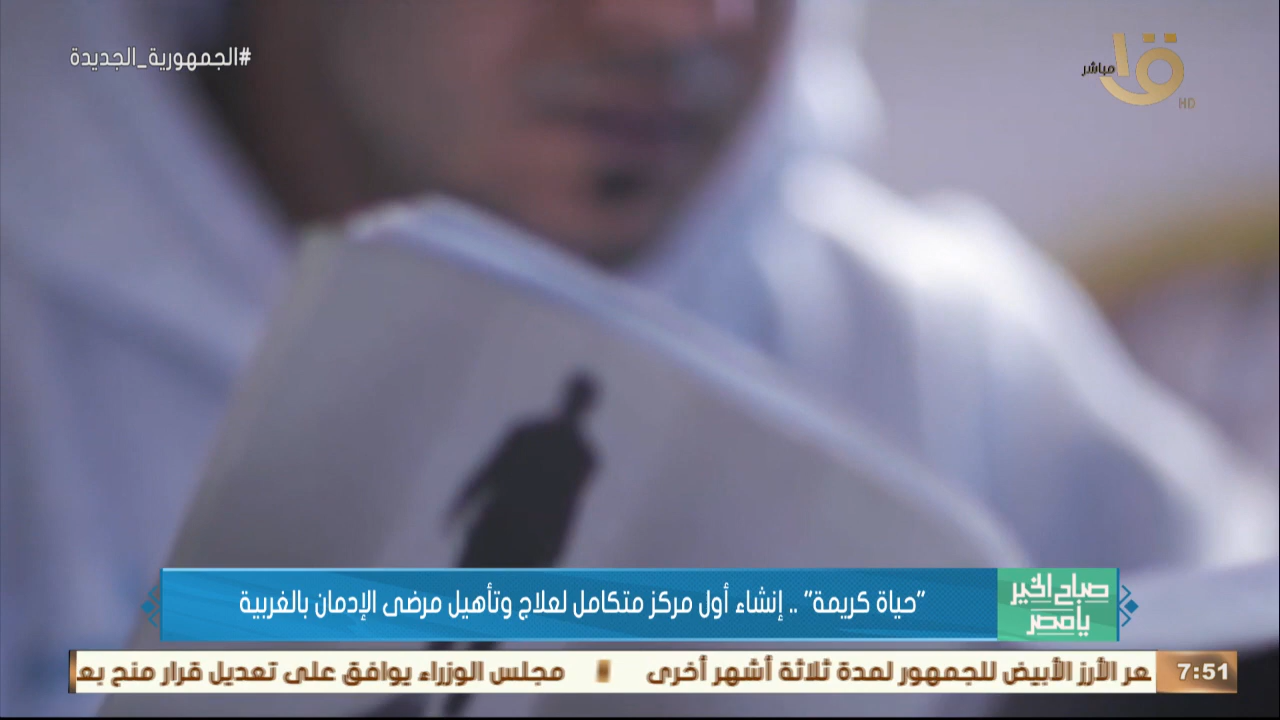 #الجمهورية_الجديدة
مباشر
HD
صباح الخير
يا مصر
"حياة كريمة" .. إنشاء أول مركز متكامل لعلاج وتأهيل مرضى الإدمان بالغربية
7:51
عر الأرز الأبيض للجمهور لمدة ثلاثة أشهر أخرى
مجلس الوزراء يوافق على تعديل قرار منح بع